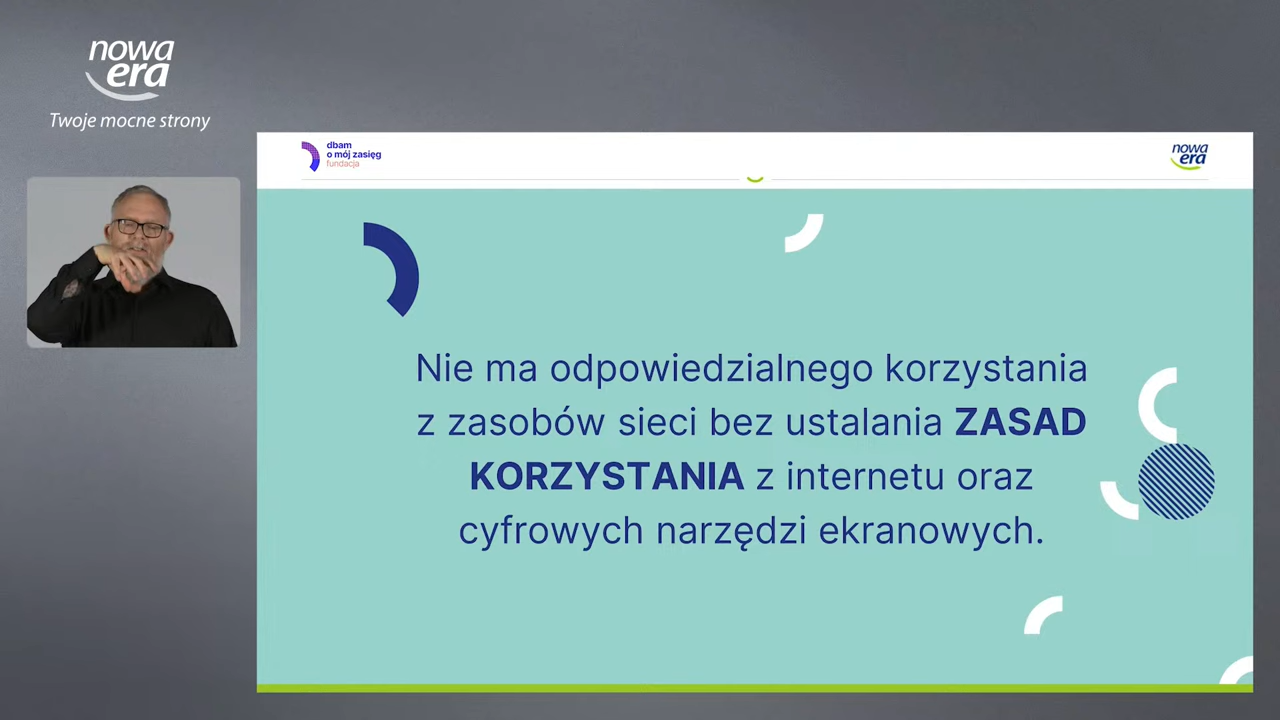 nowa
era
Twoje mocne strony
dbam
o mój zasięg
fundacja
nowa
era
Nie ma odpowiedzialnego korzystania
z zasobów sieci bez ustalania ZASAD
KORZYSTANIA z internetu oraz
cyfrowych narzędzi ekranowych.